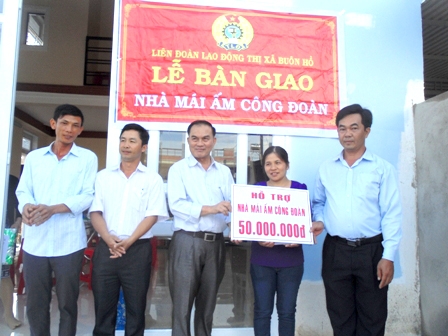 LIÊN ĐOÀN LAO ĐỘNG THỊ XÃ BUÔN HỒ
LỄ BÀN GIAO
NHÀ MÁI ẤM CÔNG ĐOÀN
HỖ TRỢ
NHÀ MÁI ẤM CÔNG ĐOÀN
50.000.000đ